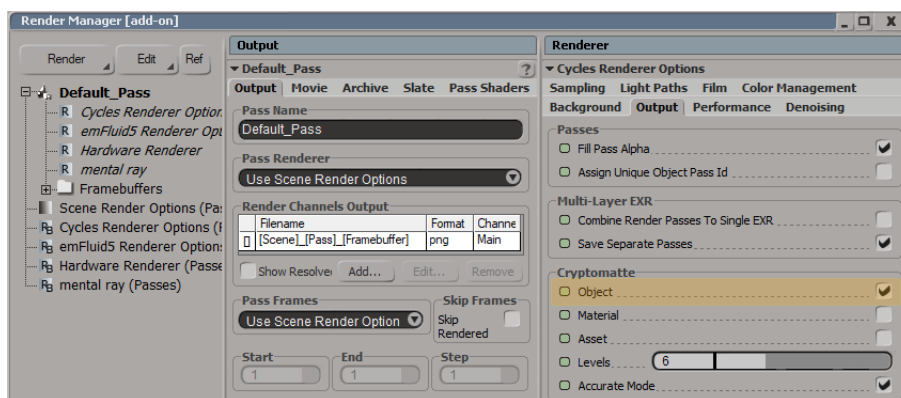 Render Manager [add-on]
Render Edit Ref
Default_Pass
R Cycles Renderer Option
R emFluid5 Renderer Opt
R Hardware Renderer
R mental ray
Framebuffers
Scene Render Options (Pas
Cycles Renderer Options (F
emFluid5 Renderer Option
Hardware Renderer (Passe
mental ray (Passes)
Output
Default_Pass ?
Output Movie Archive Slate Pass Shaders
Pass Name
Default_Pass
Pass Renderer
Use Scene Render Options
Render Channels Output
Filename Format Channe
[Scene]_[Pass]_[Framebuffer] png Main
Show Resolve Add... Edit... Remove
Pass Frames Skip Frames
Use Scene Render Option Skip
Rendered
Start End Step
1 1 1
Renderer
Cycles Renderer Options
Sampling Light Paths Film Color Management
Background Output Performance Denoising
Passes
Fill Pass Alpha
Assign Unique Object Pass Id
Multi-Layer EXR
Combine Render Passes To Single EXR
Save Separate Passes
Cryptomatte
Object
Material
Asset
Levels 6
Accurate Mode